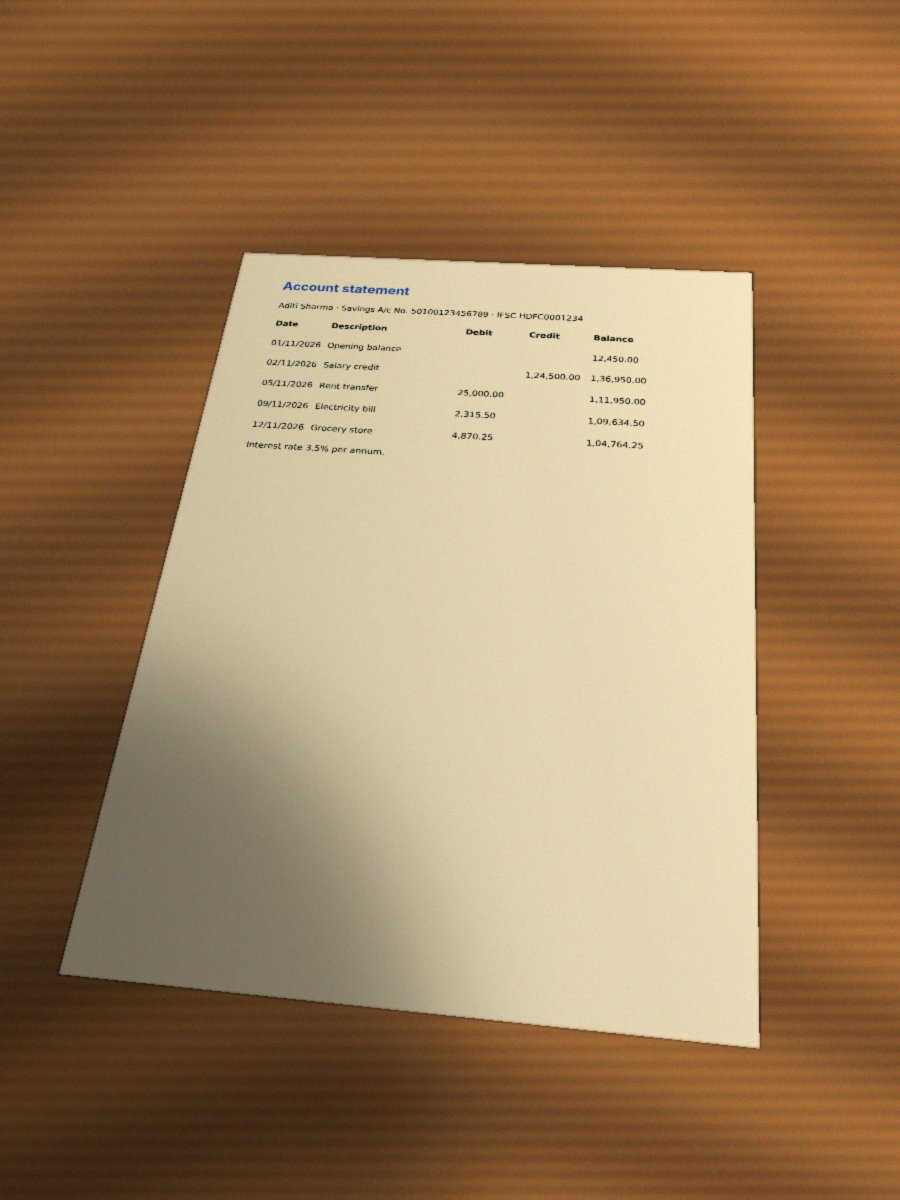 Account statement
Aditi Sharma · Savings A/c No. 50100123456789 · IFSC HDFC0001234
Date Description Debit Credit Balance
01/11/2026 Opening balance 12,450.00
02/11/2026 Salary credit 1,24,500.00 1,36,950.00
05/11/2026 Rent transfer 25,000.00 1,11,950.00
09/11/2026 Electricity bill 2,315.50 1,09,634.50
12/11/2026 Grocery store 4,870.25 1,04,764.25
Interest rate 3.5% per annum.